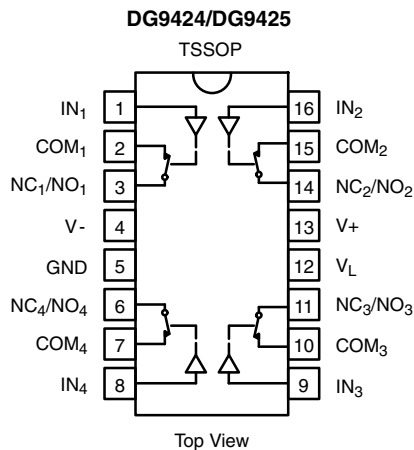 DG9424/DG9425
TSSOP
IN1 1 16 IN2
COM1 2 15 COM2
NC1/NO1 3 14 NC2/NO2
V- 4 13 V+
GND 5 12 VL
NC4/NO4 6 11 NC3/NO3
COM4 7 10 COM3
IN4 8 9 IN3
Top View